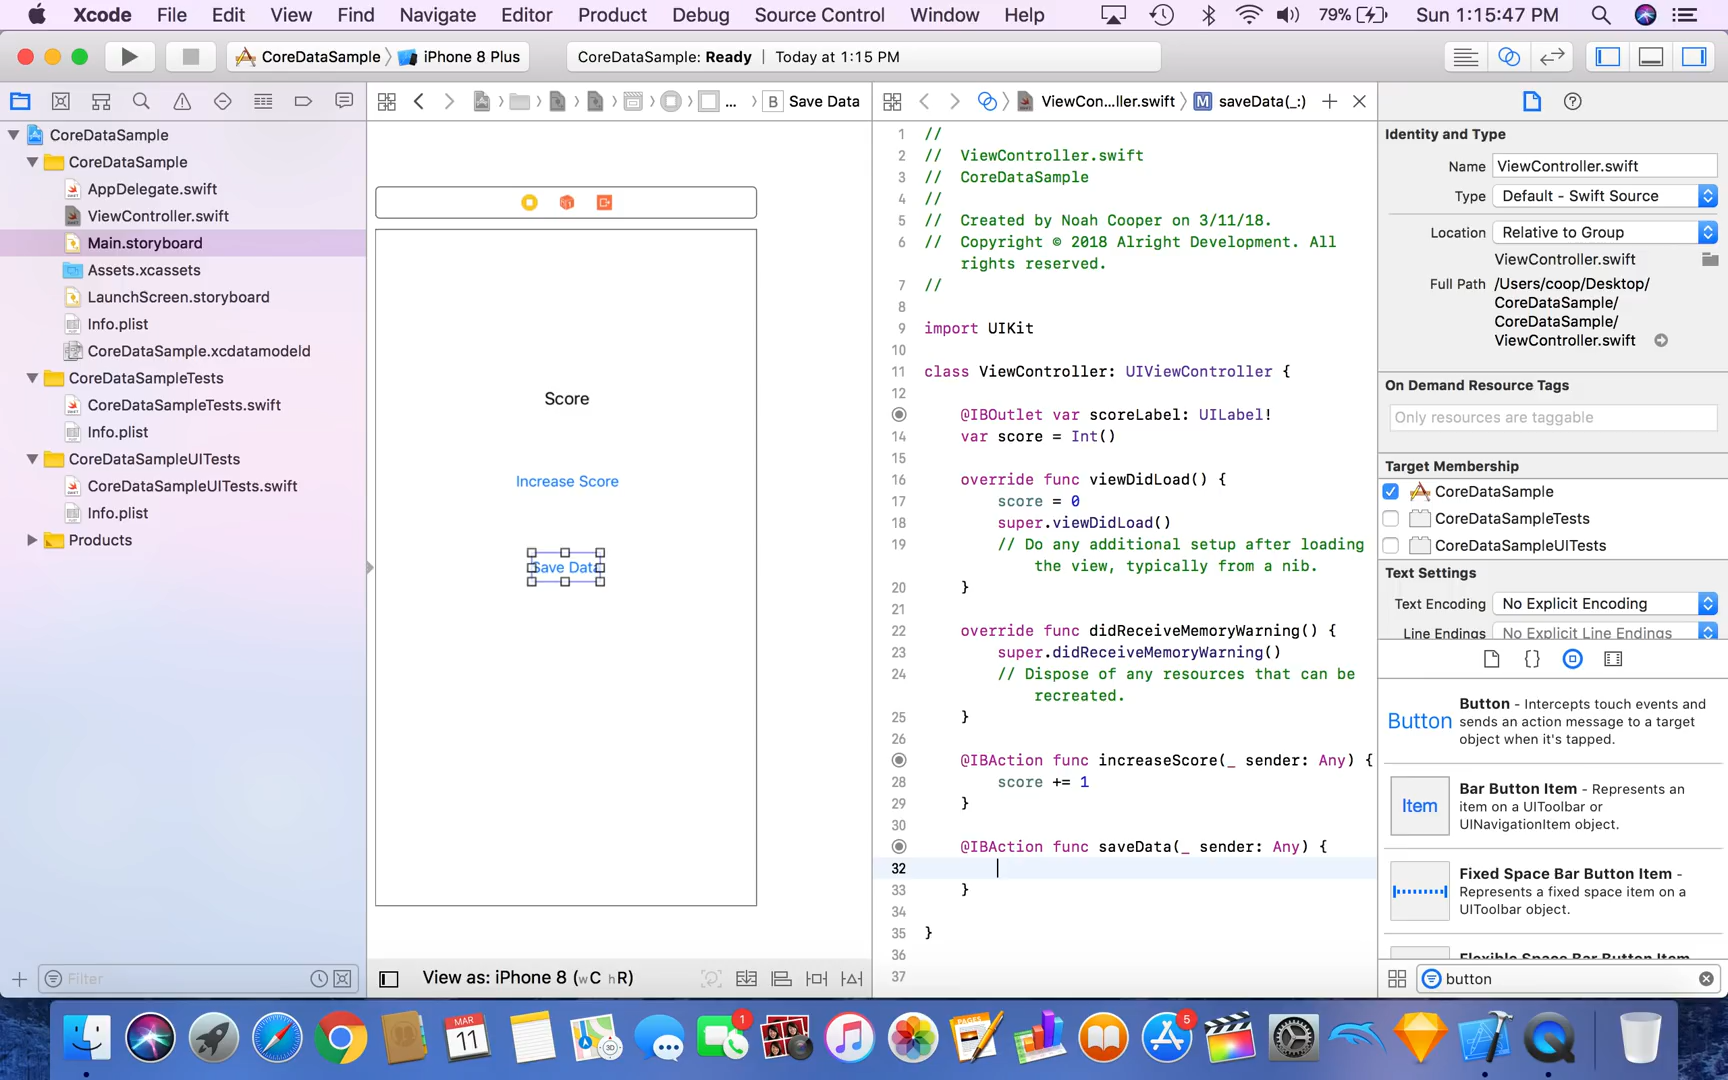 Xcode File Edit View Find Navigate Editor Product Debug Source Control Window Help 79% Sun 1:15:47 PM
CoreDataSample iPhone 8 Plus CoreDataSample: Ready Today at 1:15 PM
... B Save Data
ViewCon...ller.swift M saveData(_:)
CoreDataSample
CoreDataSample
AppDelegate.swift
ViewController.swift
Main.storyboard
Assets.xcassets
LaunchScreen.storyboard
Info.plist
CoreDataSample.xcdatamodeld
CoreDataSampleTests
CoreDataSampleTests.swift
Info.plist
CoreDataSampleUITests
CoreDataSampleUITests.swift
Info.plist
Products
Filter
Score
Increase Score
Save Data
View as: iPhone 8 (wC hR)
1 //
2 // ViewController.swift
3 // CoreDataSample
4 //
5 // Created by Noah Cooper on 3/11/18.
6 // Copyright © 2018 Alright Development. All
rights reserved.
7 //
8
9 import UIKit
10
11 class ViewController: UIViewController {
12
@IBOutlet var scoreLabel: UILabel!
14 var score = Int()
15
16 override func viewDidLoad() {
17 score = 0
18 super.viewDidLoad()
19 // Do any additional setup after loading
the view, typically from a nib.
20 }
21
22 override func didReceiveMemoryWarning() {
23 super.didReceiveMemoryWarning()
24 // Dispose of any resources that can be
recreated.
25 }
26
@IBAction func increaseScore(_ sender: Any) {
28 score += 1
29 }
30
@IBAction func saveData(_ sender: Any) {
32
33 }
34
35 }
36
37
Identity and Type
Name ViewController.swift
Type Default - Swift Source
Location Relative to Group
ViewController.swift
Full Path /Users/coop/Desktop/
CoreDataSample/
CoreDataSample/
ViewController.swift
On Demand Resource Tags
Only resources are taggable
Target Membership
CoreDataSample
CoreDataSampleTests
CoreDataSampleUITests
Text Settings
Text Encoding No Explicit Encoding
Line Endings No Explicit Line Endings
{}
Button
Button - Intercepts touch events and
sends an action message to a target
object when it's tapped.
Item
Bar Button Item - Represents an
item on a UIToolbar or
UINavigationItem object.
Fixed Space Bar Button Item -
Represents a fixed space item on a
UIToolbar object.
Flexible Space Bar Button Item
button
MAR
11
3D
1
PAGES
5